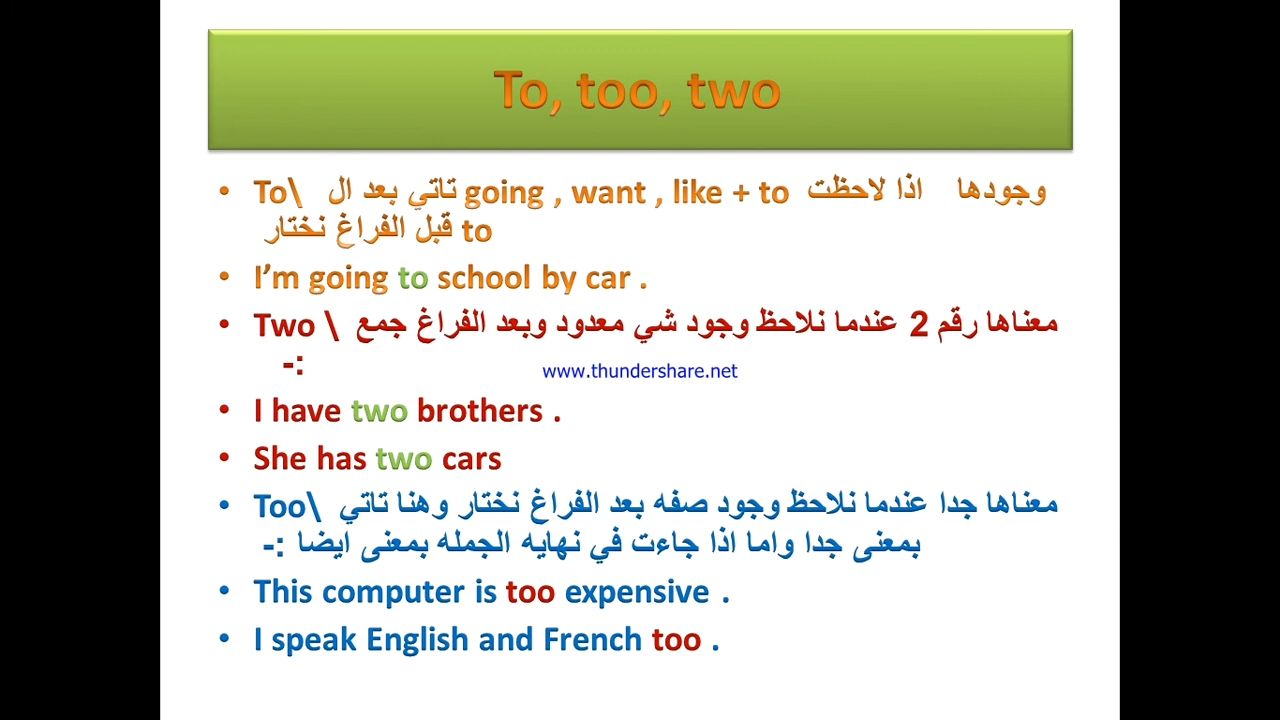 To, too, two
• To\ تاتي بعد ال going , want , like + to اذا لاحظت وجودها
قبل الفراغ نختار to
• I’m going to school by car .
• Two \ معناها رقم 2 عندما نلاحظ وجود شي معدود وبعد الفراغ جمع
:-
www.thundershare.net
• I have two brothers .
• She has two cars
• Too\ معناها جدا عندما نلاحظ وجود صفه بعد الفراغ نختار وهنا تاتي
بمعنى جدا واما اذا جاءت في نهايه الجمله بمعنى ايضا :-
• This computer is too expensive .
• I speak English and French too .